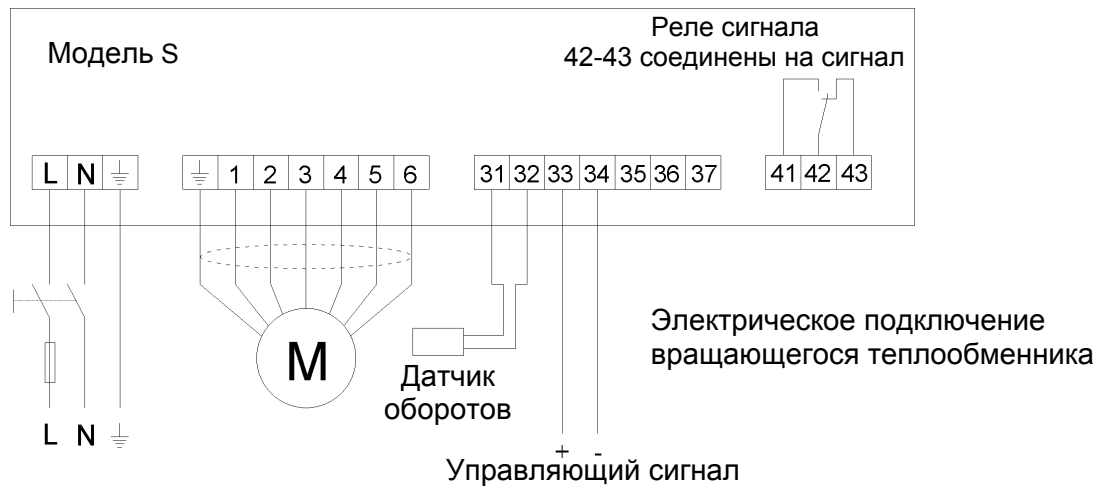 Модель S
Реле сигнала
42-43 соединены на сигнал
L N
1 2 3 4 5 6
31 32 33 34 35 36 37
41 42 43
M
Датчик
оборотов
Электрическое подключение
вращающегося теплообменника
L N
+ -
Управляющий сигнал